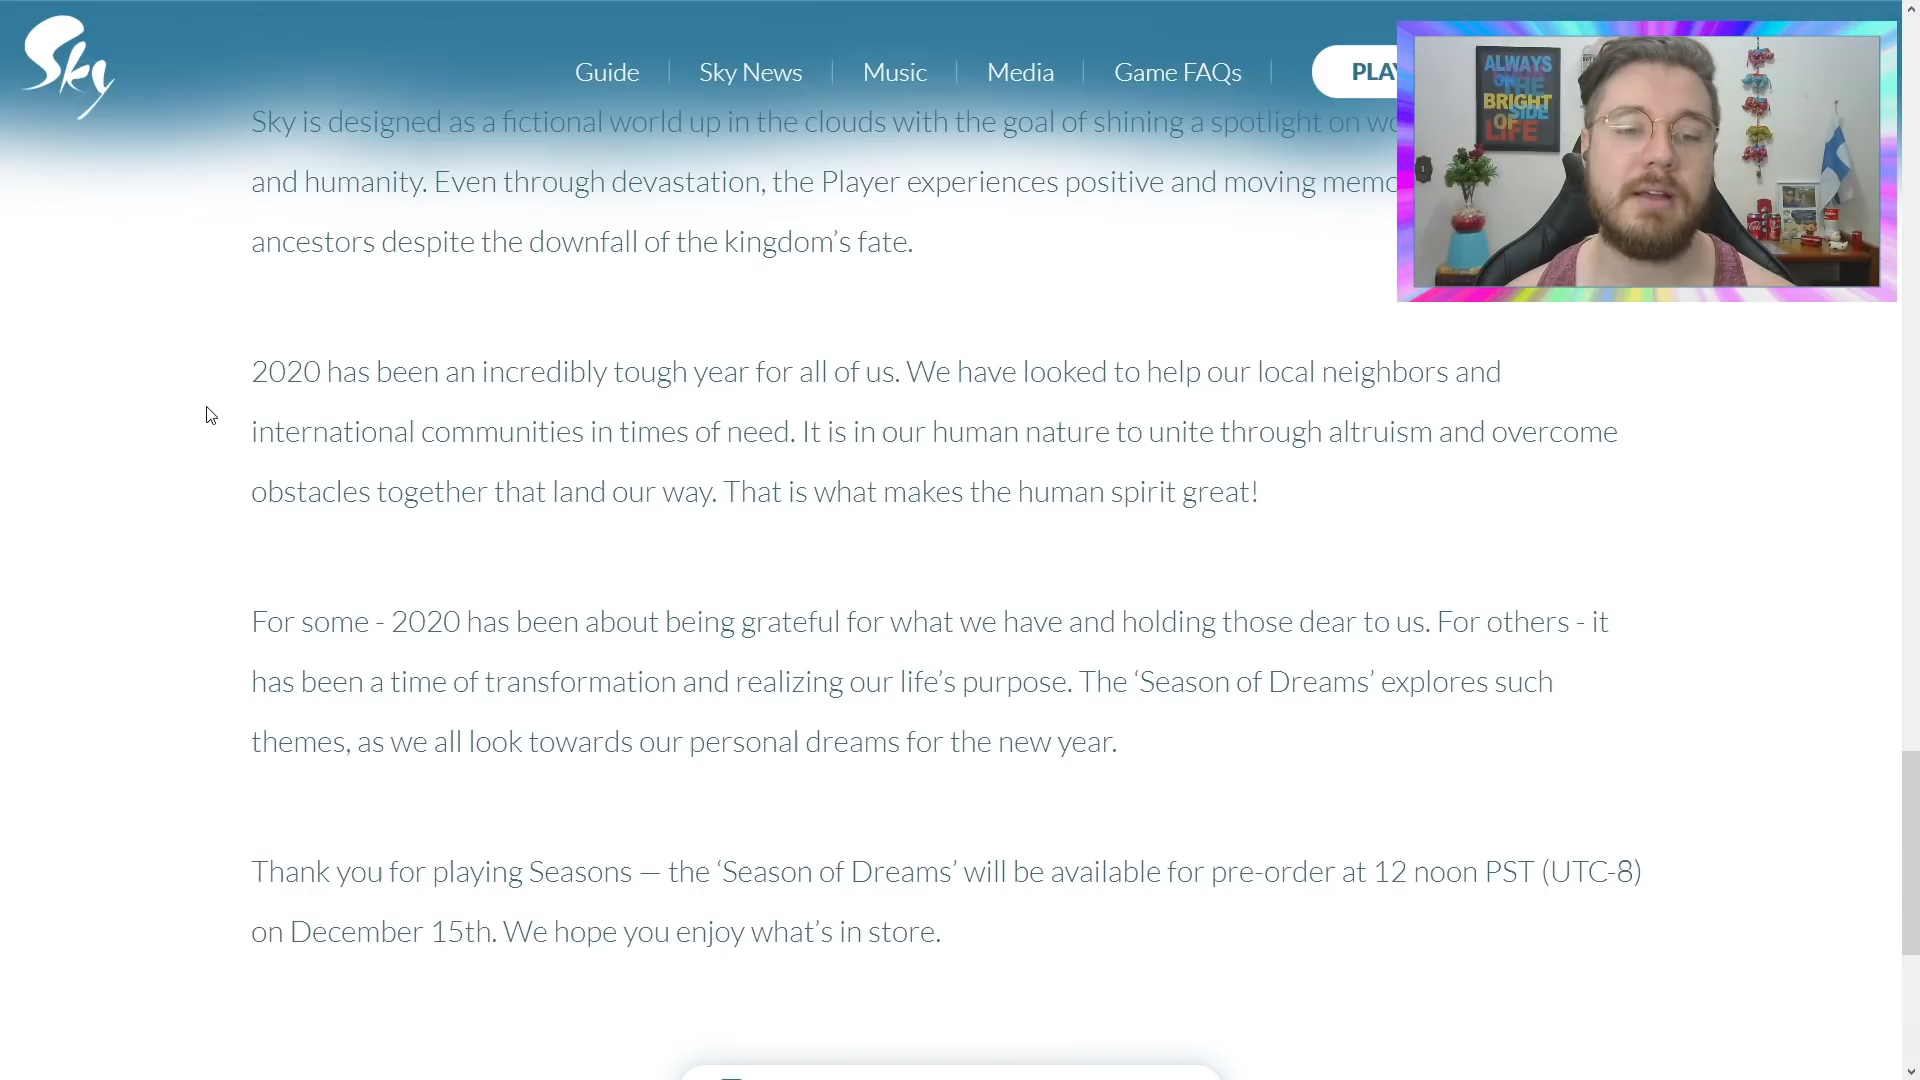 Sky
Guide
Sky News
Music
Media
Game FAQs
Sky is designed as a fictional world up in the clouds with the goal of shining a spotlight on
and humanity. Even through devastation, the Player experiences positive and moving
ancestors despite the downfall of the kingdom’s fate.
2020 has been an incredibly tough year for all of us. We have looked to help our local neighbors and
international communities in times of need. It is in our human nature to unite through altruism and overcome
obstacles together that land our way. That is what makes the human spirit great!
For some - 2020 has been about being grateful for what we have and holding those dear to us. For others - it
has been a time of transformation and realizing our life’s purpose. The ‘Season of Dreams’ explores such
themes, as we all look towards our personal dreams for the new year.
Thank you for playing Seasons — the ‘Season of Dreams’ will be available for pre-order at 12 noon PST (UTC-8)
on December 15th. We hope you enjoy what’s in store.
ALWAYS
THE
BRIGHT
SIDE
OF
LIFE